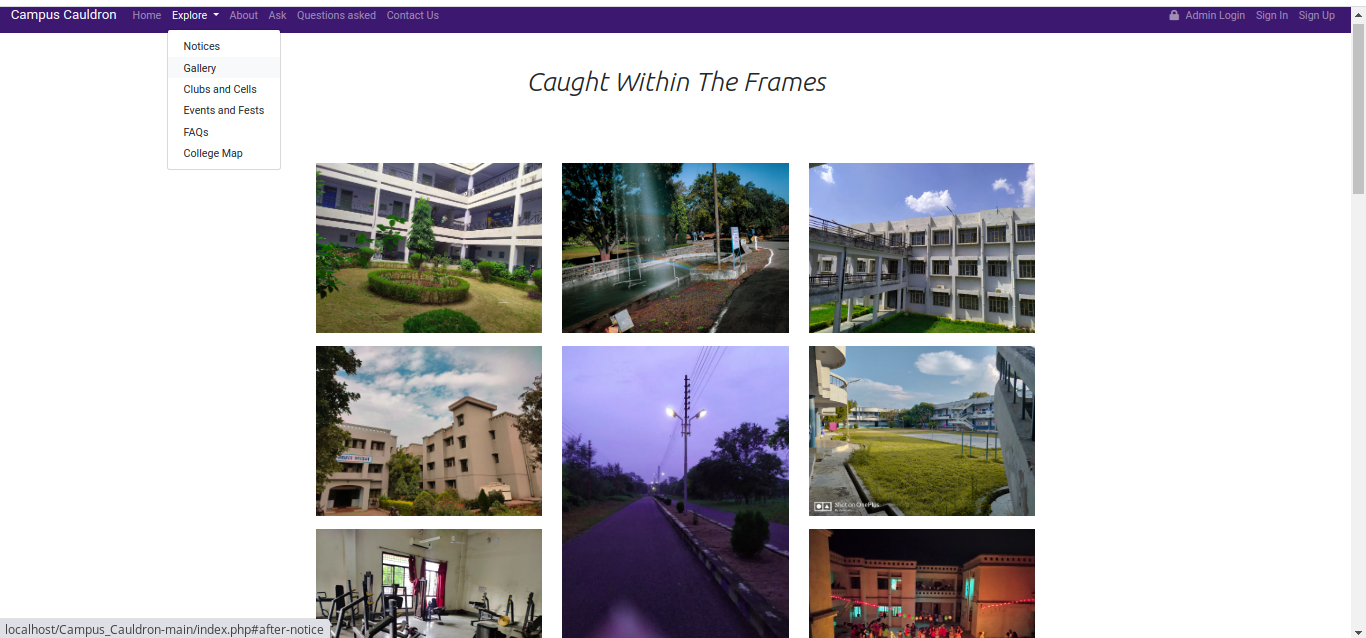 Campus Cauldron Home Explore About Ask Questions asked Contact Us Admin Login Sign In Sign Up
Notices
Gallery
Clubs and Cells
Events and Fests
FAQs
College Map
Caught Within The Frames
Shot on OnePlus
localhost/Campus_Cauldron-main/index.php#after-notice